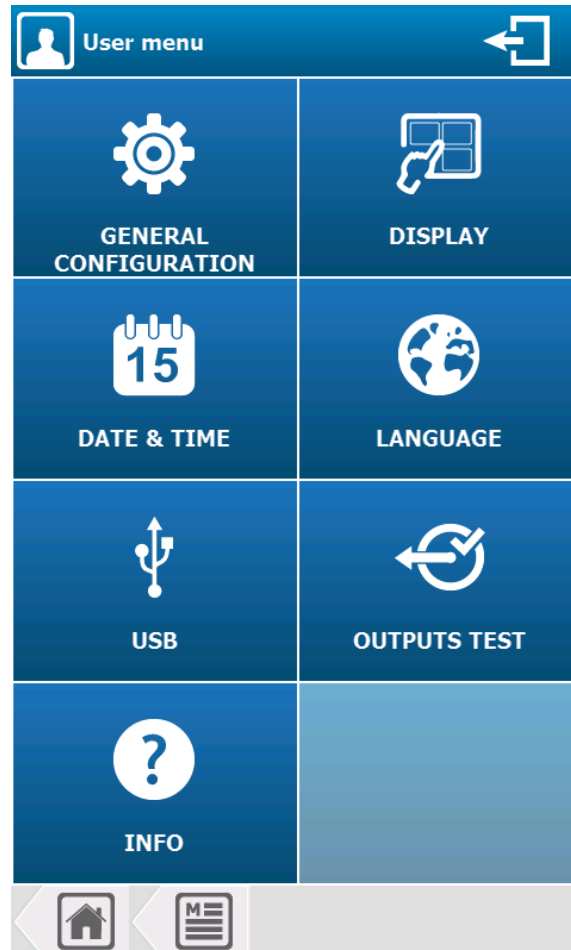 User menu
GENERAL
CONFIGURATION
DISPLAY
15
DATE & TIME
LANGUAGE
USB
OUTPUTS TEST
?
INFO
M